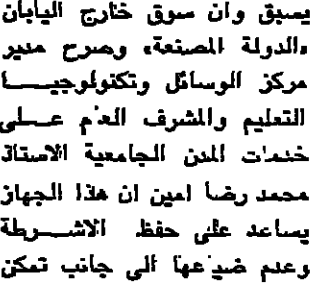 يسبق وان سوق خارج اليابان
«الدولة المصنعة» وصرح مدير
مركز الوسائل وتكنولوجيـــا
التعليم والمشرف العام عــلى
خدمات المدن الجامعية الاستاذ
محمد رضا امين ان هذا الجهاز
يساعد على حفظ الاشـــرطة
وعدم ضياعها الى جانب تمكن